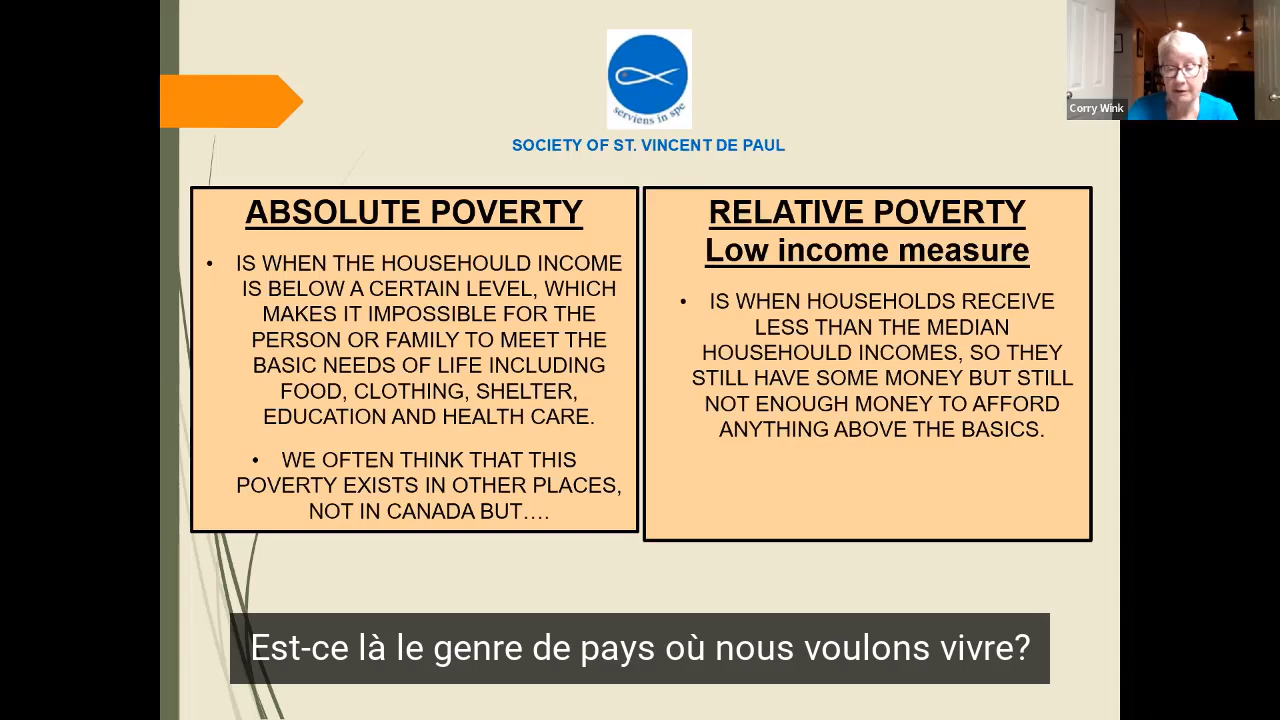 serviens in spe
SOCIETY OF ST. VINCENT DE PAUL
Corry Wink
ABSOLUTE POVERTY
• IS WHEN THE HOUSEHOULD INCOME
IS BELOW A CERTAIN LEVEL, WHICH
MAKES IT IMPOSSIBLE FOR THE
PERSON OR FAMILY TO MEET THE
BASIC NEEDS OF LIFE INCLUDING
FOOD, CLOTHING, SHELTER,
EDUCATION AND HEALTH CARE.
• WE OFTEN THINK THAT THIS
POVERTY EXISTS IN OTHER PLACES,
NOT IN CANADA BUT….
RELATIVE POVERTY
Low income measure
• IS WHEN HOUSEHOLDS RECEIVE
LESS THAN THE MEDIAN
HOUSEHOULD INCOMES, SO THEY
STILL HAVE SOME MONEY BUT STILL
NOT ENOUGH MONEY TO AFFORD
ANYTHING ABOVE THE BASICS.
Est-ce là le genre de pays où nous voulons vivre?